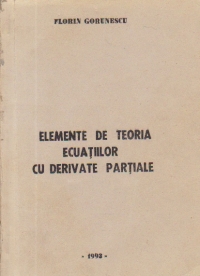 FLORIN GORUNESCU
ELEMENTE DE TEORIA
ECUAȚIILOR
CU DERIVATE PARȚIALE
- 1998 -